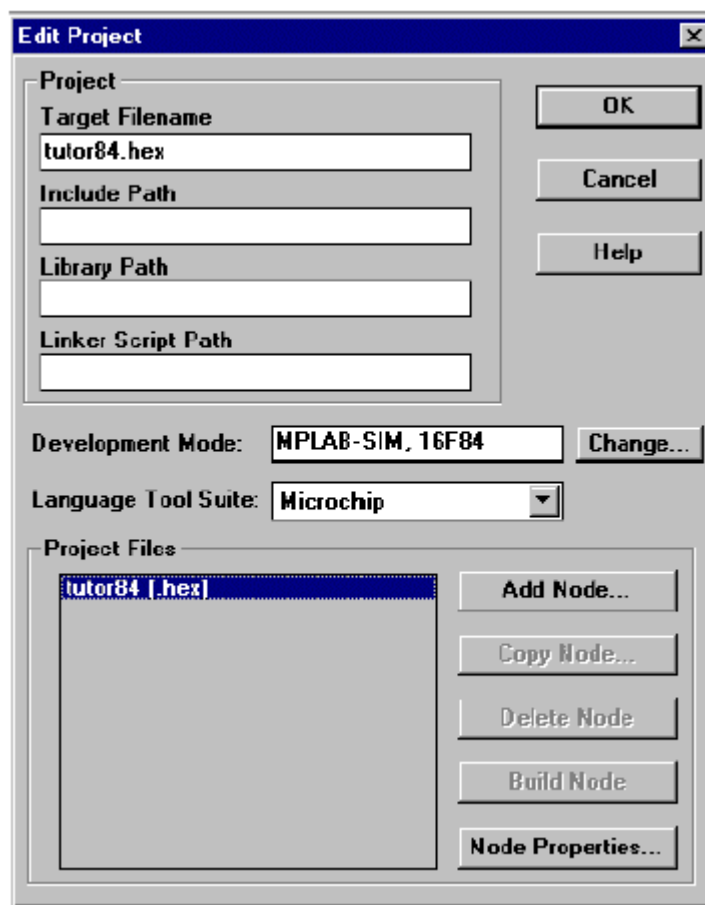 Edit Project
Project
Target Filename
OK
tutor84.hex
Include Path
Cancel
Library Path
Help
Linker Script Path
Development Mode: MPLAB-SIM, 16F84 Change...
Language Tool Suite: Microchip
Project Files
tutor84 [.hex]
Add Node...
Copy Node...
Delete Node
Build Node
Node Properties...